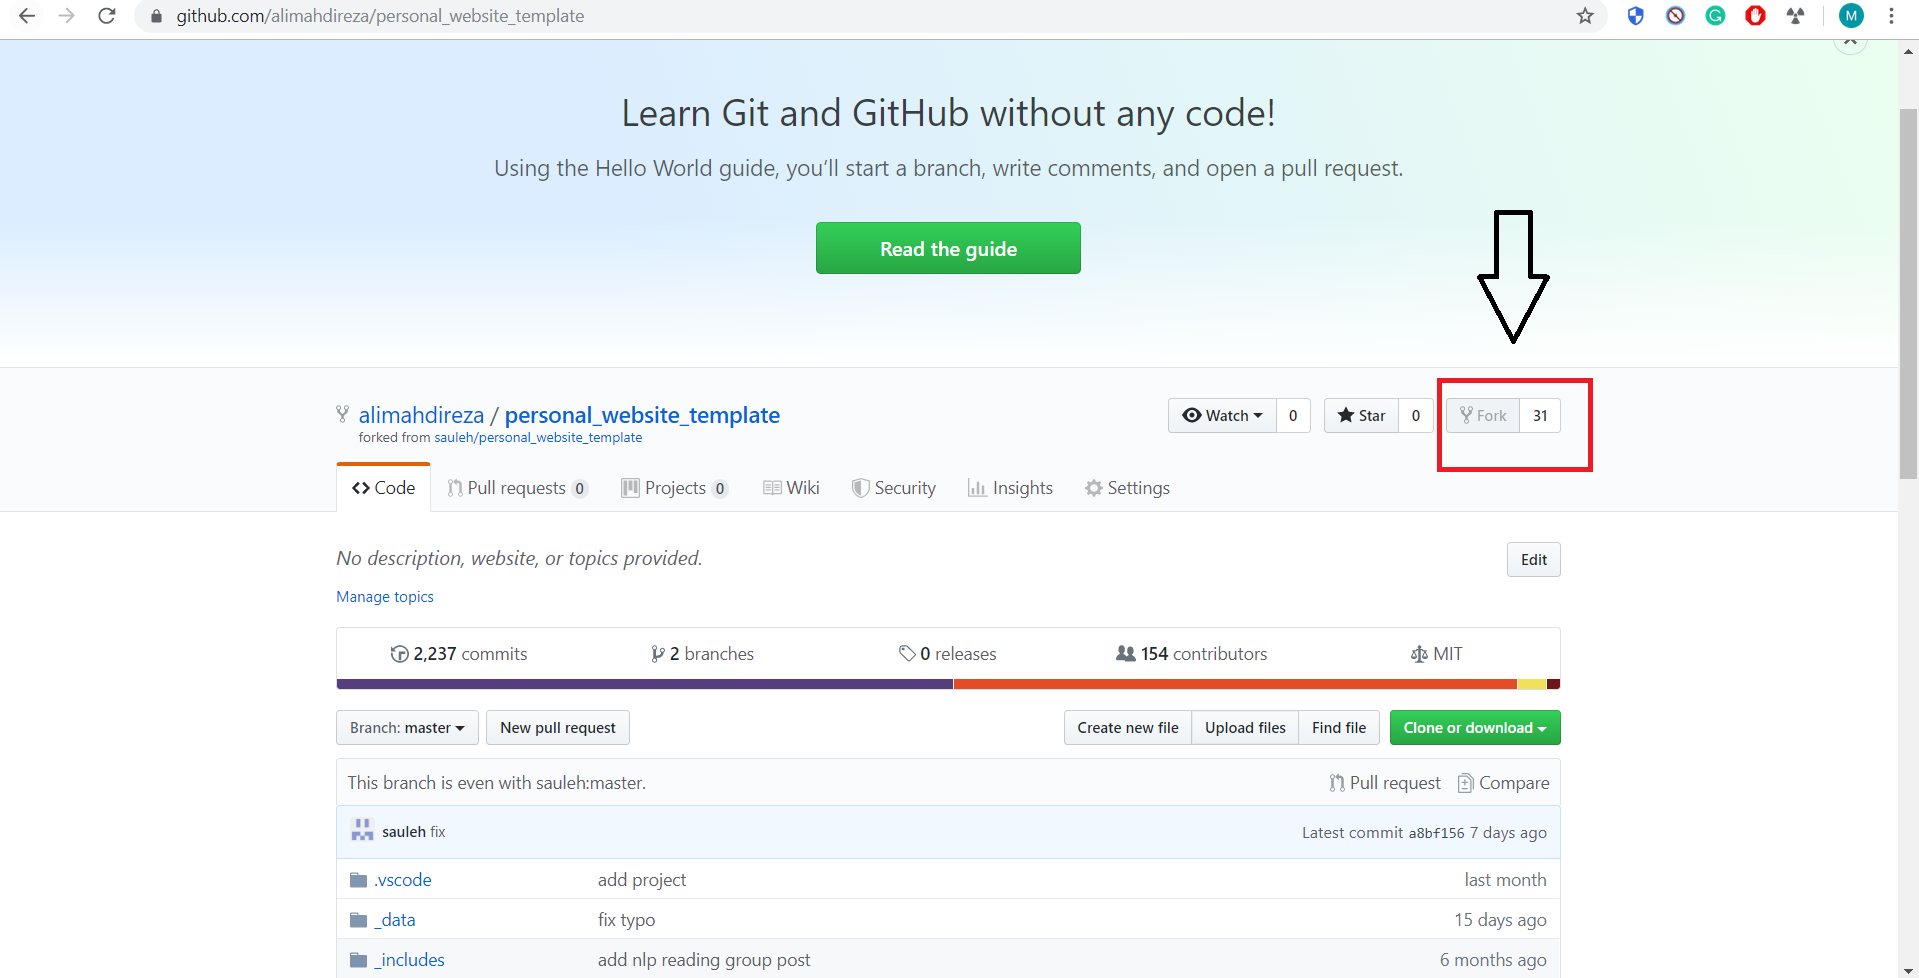 github.com/alimahdireza/personal_website_template
M
Learn Git and GitHub without any code!
Using the Hello World guide, you’ll start a branch, write comments, and open a pull request.
Read the guide
alimahdireza / personal_website_template
Watch 0 Star 0 Fork 31
forked from sauleh/personal_website_template
Code Pull requests 0 Projects 0 Wiki Security Insights Settings
No description, website, or topics provided.
Edit
Manage topics
2,237 commits 2 branches 0 releases 154 contributors MIT
Branch: master New pull request Create new file Upload files Find file Clone or download
This branch is even with sauleh:master. Pull request Compare
sauleh fix Latest commit a8bf156 7 days ago
.vscode add project last month
_data fix typo 15 days ago
_includes add nlp reading group post 6 months ago